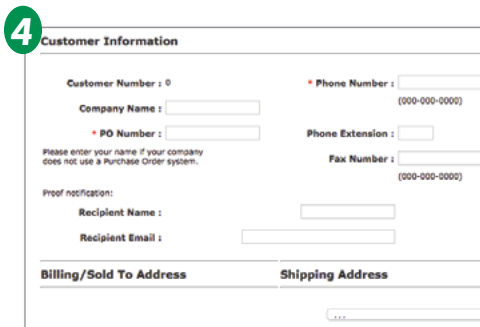 4
Customer Information
Customer Number : 0
* Phone Number :
(000-000-0000)
Company Name :
* PO Number :
Phone Extension :
Please enter your name if your company
does not use a Purchase Order system.
Fax Number :
(000-000-0000)
Proof notification:
Recipient Name :
Recipient Email :
Billing/Sold To Address
Shipping Address
...